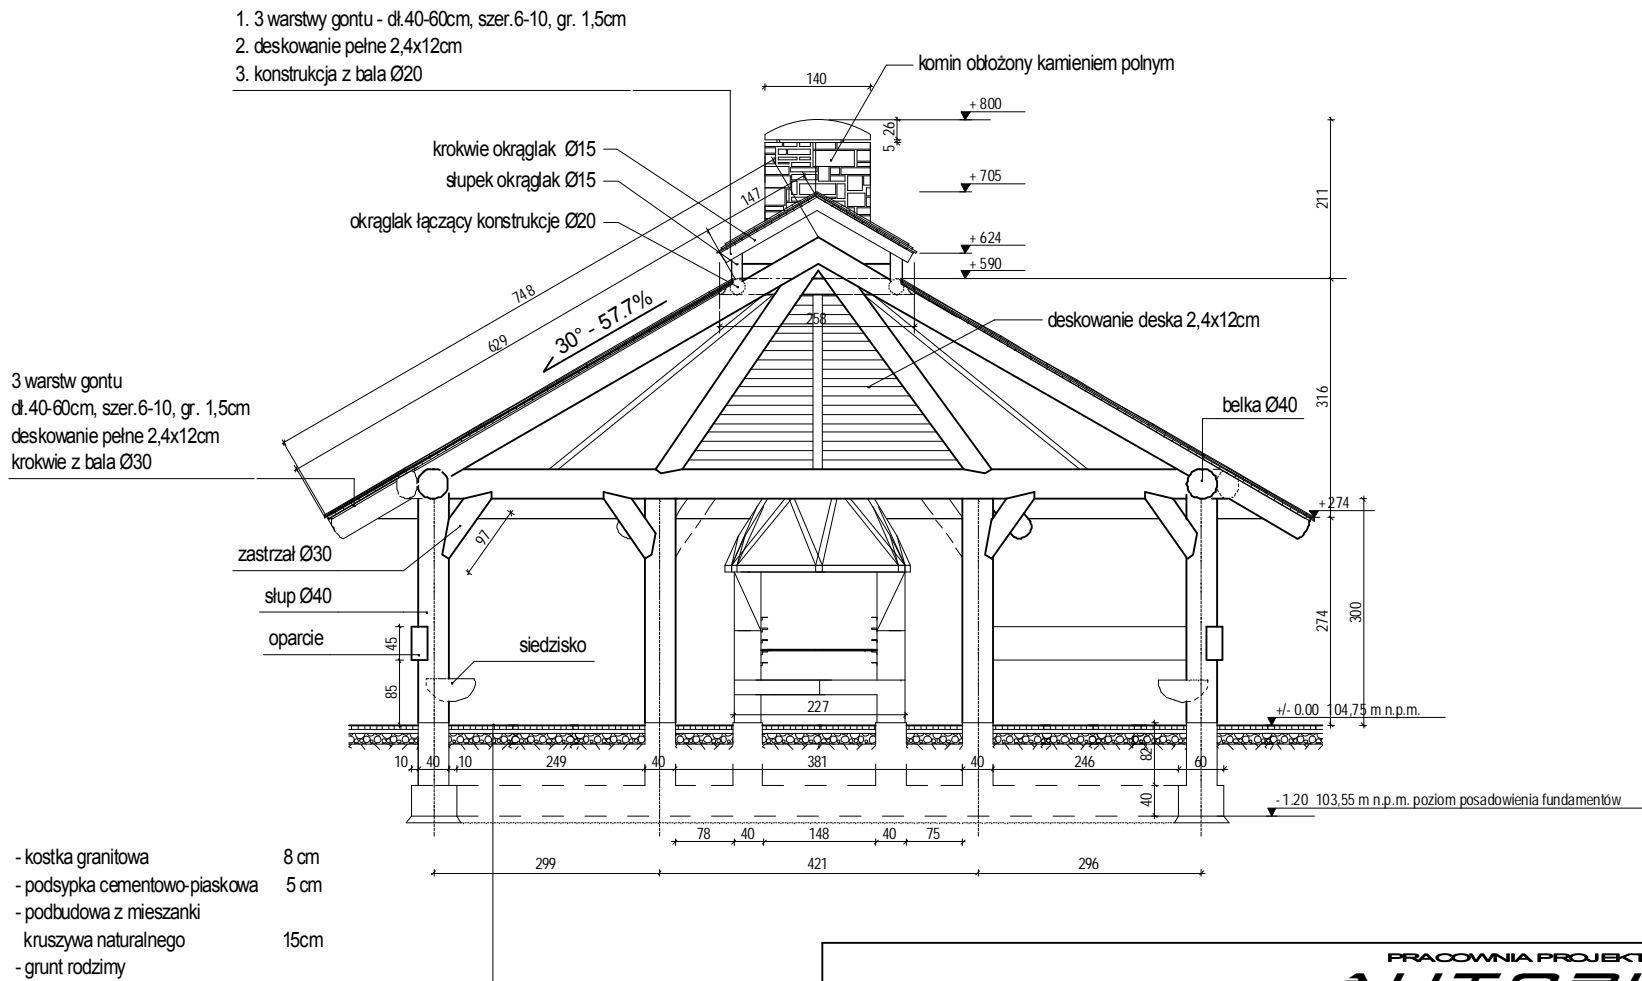 1. 3 warstwy gontu - dł.40-60cm, szer.6-10, gr. 1,5cm
2. deskowanie pełne 2,4x12cm
3. konstrukcja z bala Ø20
komin obłożony kamieniem polnym
140
+ 800
26
5
krokwie okrąglak Ø15
słupek okrąglak Ø15
okrąglak łączący konstrukcje Ø20
+ 705
147
211
+ 624
+ 590
748
629
30° - 57.7%
258
deskowanie deska 2,4x12cm
3 warstw gontu
dł.40-60cm, szer.6-10, gr. 1,5cm
deskowanie pełne 2,4x12cm
krokwie z bala Ø30
belka Ø40
316
+274
97
zastrzał Ø30
słup Ø40
oparcie
siedzisko
45
85
274
300
227
+/- 0.00 104,75 m n.p.m.
10 40 10 249 40 381 40 246 60
82
40
- 1.20 103,55 m n.p.m. poziom posadowienia fundamentów
78 40 148 40 75
299 421 296
- kostka granitowa 8 cm
- podsypka cementowo-piaskowa 5 cm
- podbudowa z mieszanki
kruszywa naturalnego 15cm
- grunt rodzimy
PRACOWNIA PROJEKT